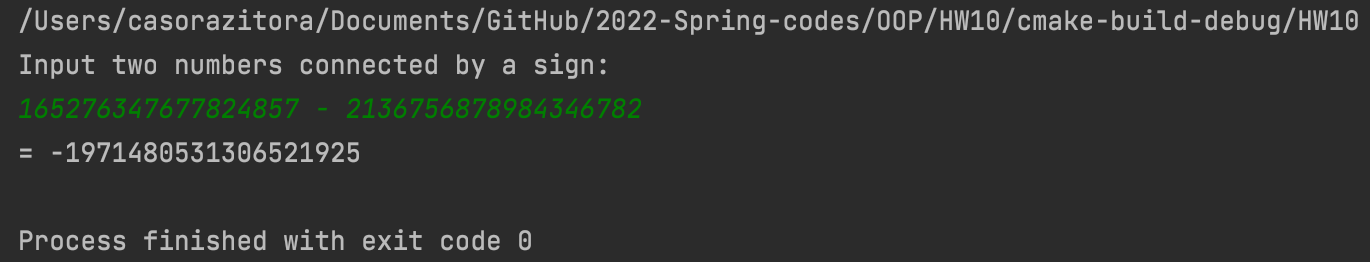 /Users/casorazitora/Documents/GitHub/2022-Spring-codes/OOP/HW10/cmake-build-debug/HW10
Input two numbers connected by a sign:
165276347677824857 - 2136756878984346782
= -1971480531306521925
Process finished with exit code 0